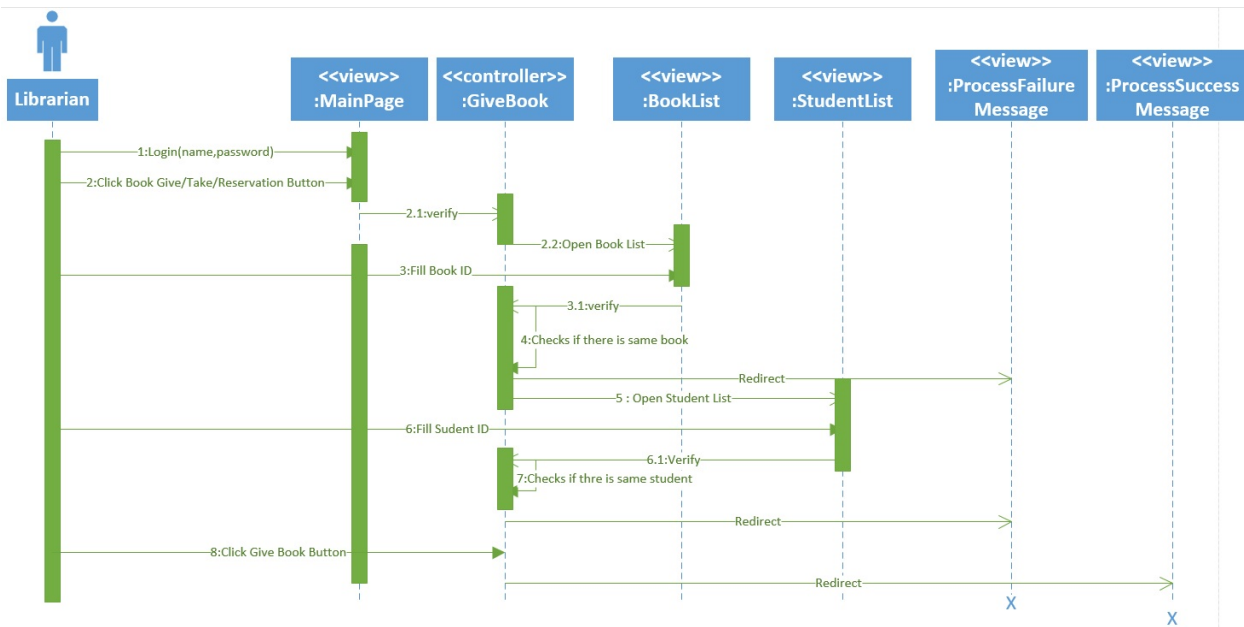 Librarian
<<view>>
:MainPage
<<controller>>
:GiveBook
<<view>>
:BookList
<<view>>
:StudentList
<<view>>
:ProcessFailure
Message
<<view>>
:ProcessSuccess
Message
1:Login(name,password)
2:Click Book Give/Take/Reservation Button
2.1:verify
2.2:Open Book List
3:Fill Book ID
3.1:verify
4:Checks if there is same book
Redirect
5 : Open Student List
6:Fill Sudent ID
6.1:Verify
7:Checks if thre is same student
Redirect
8:Click Give Book Button
Redirect
X
X